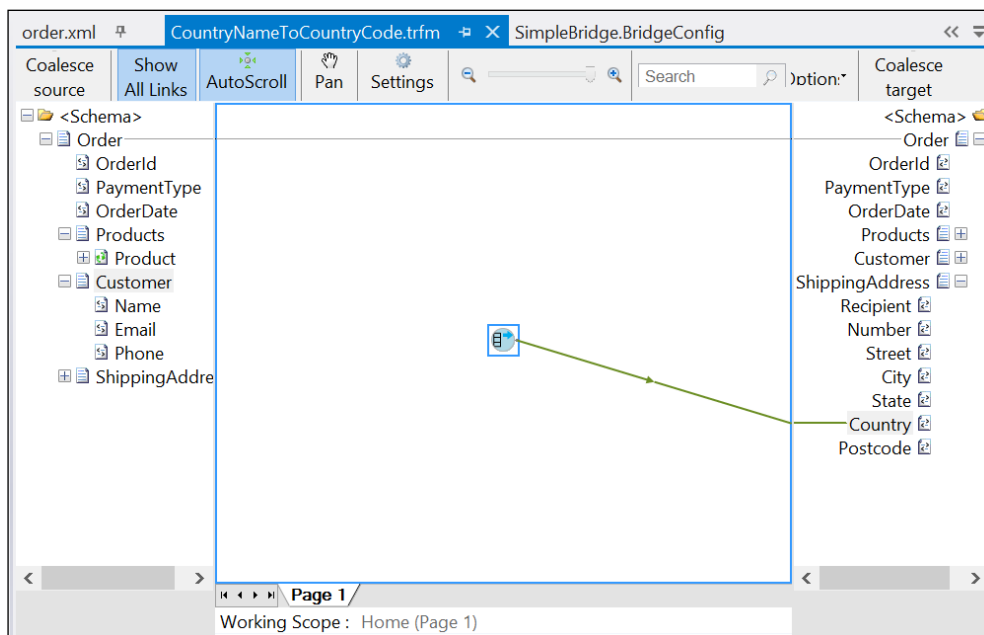 order.xml CountryNameToCountryCode.trfm SimpleBridge.BridgeConfig
Coalesce source Show All Links AutoScroll Pan Settings Search Option: Coalesce target
<Schema> <Schema>
Order Order
OrderId OrderId
PaymentType PaymentType
OrderDate OrderDate
Products Products
Product Customer
Customer ShippingAddress
Name Recipient
Email Number
Phone Street
ShippingAddre City
State
Country
Postcode
Page 1
Working Scope : Home (Page 1)